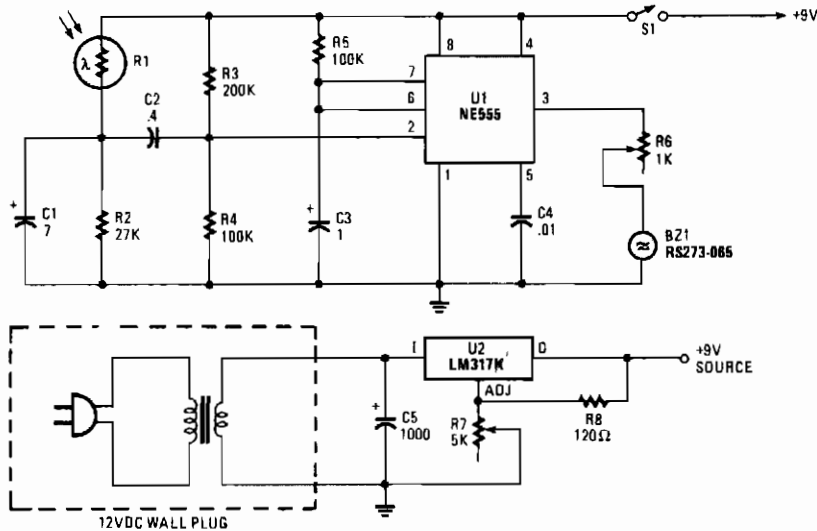 λ
R1
C2
.4
R3
200K
R5
100K
8
4
7
6
2
U1
NE555
3
1
5
S1
+9V
R6
1K
+
C1
7
R2
27K
R4
100K
+
C3
1
C4
.01
BZ1
RS273-065
I
U2
LM317K
O
+9V
SOURCE
ADJ
+
C5
1000
R7
5K
R8
120Ω
12VDC WALL PLUG